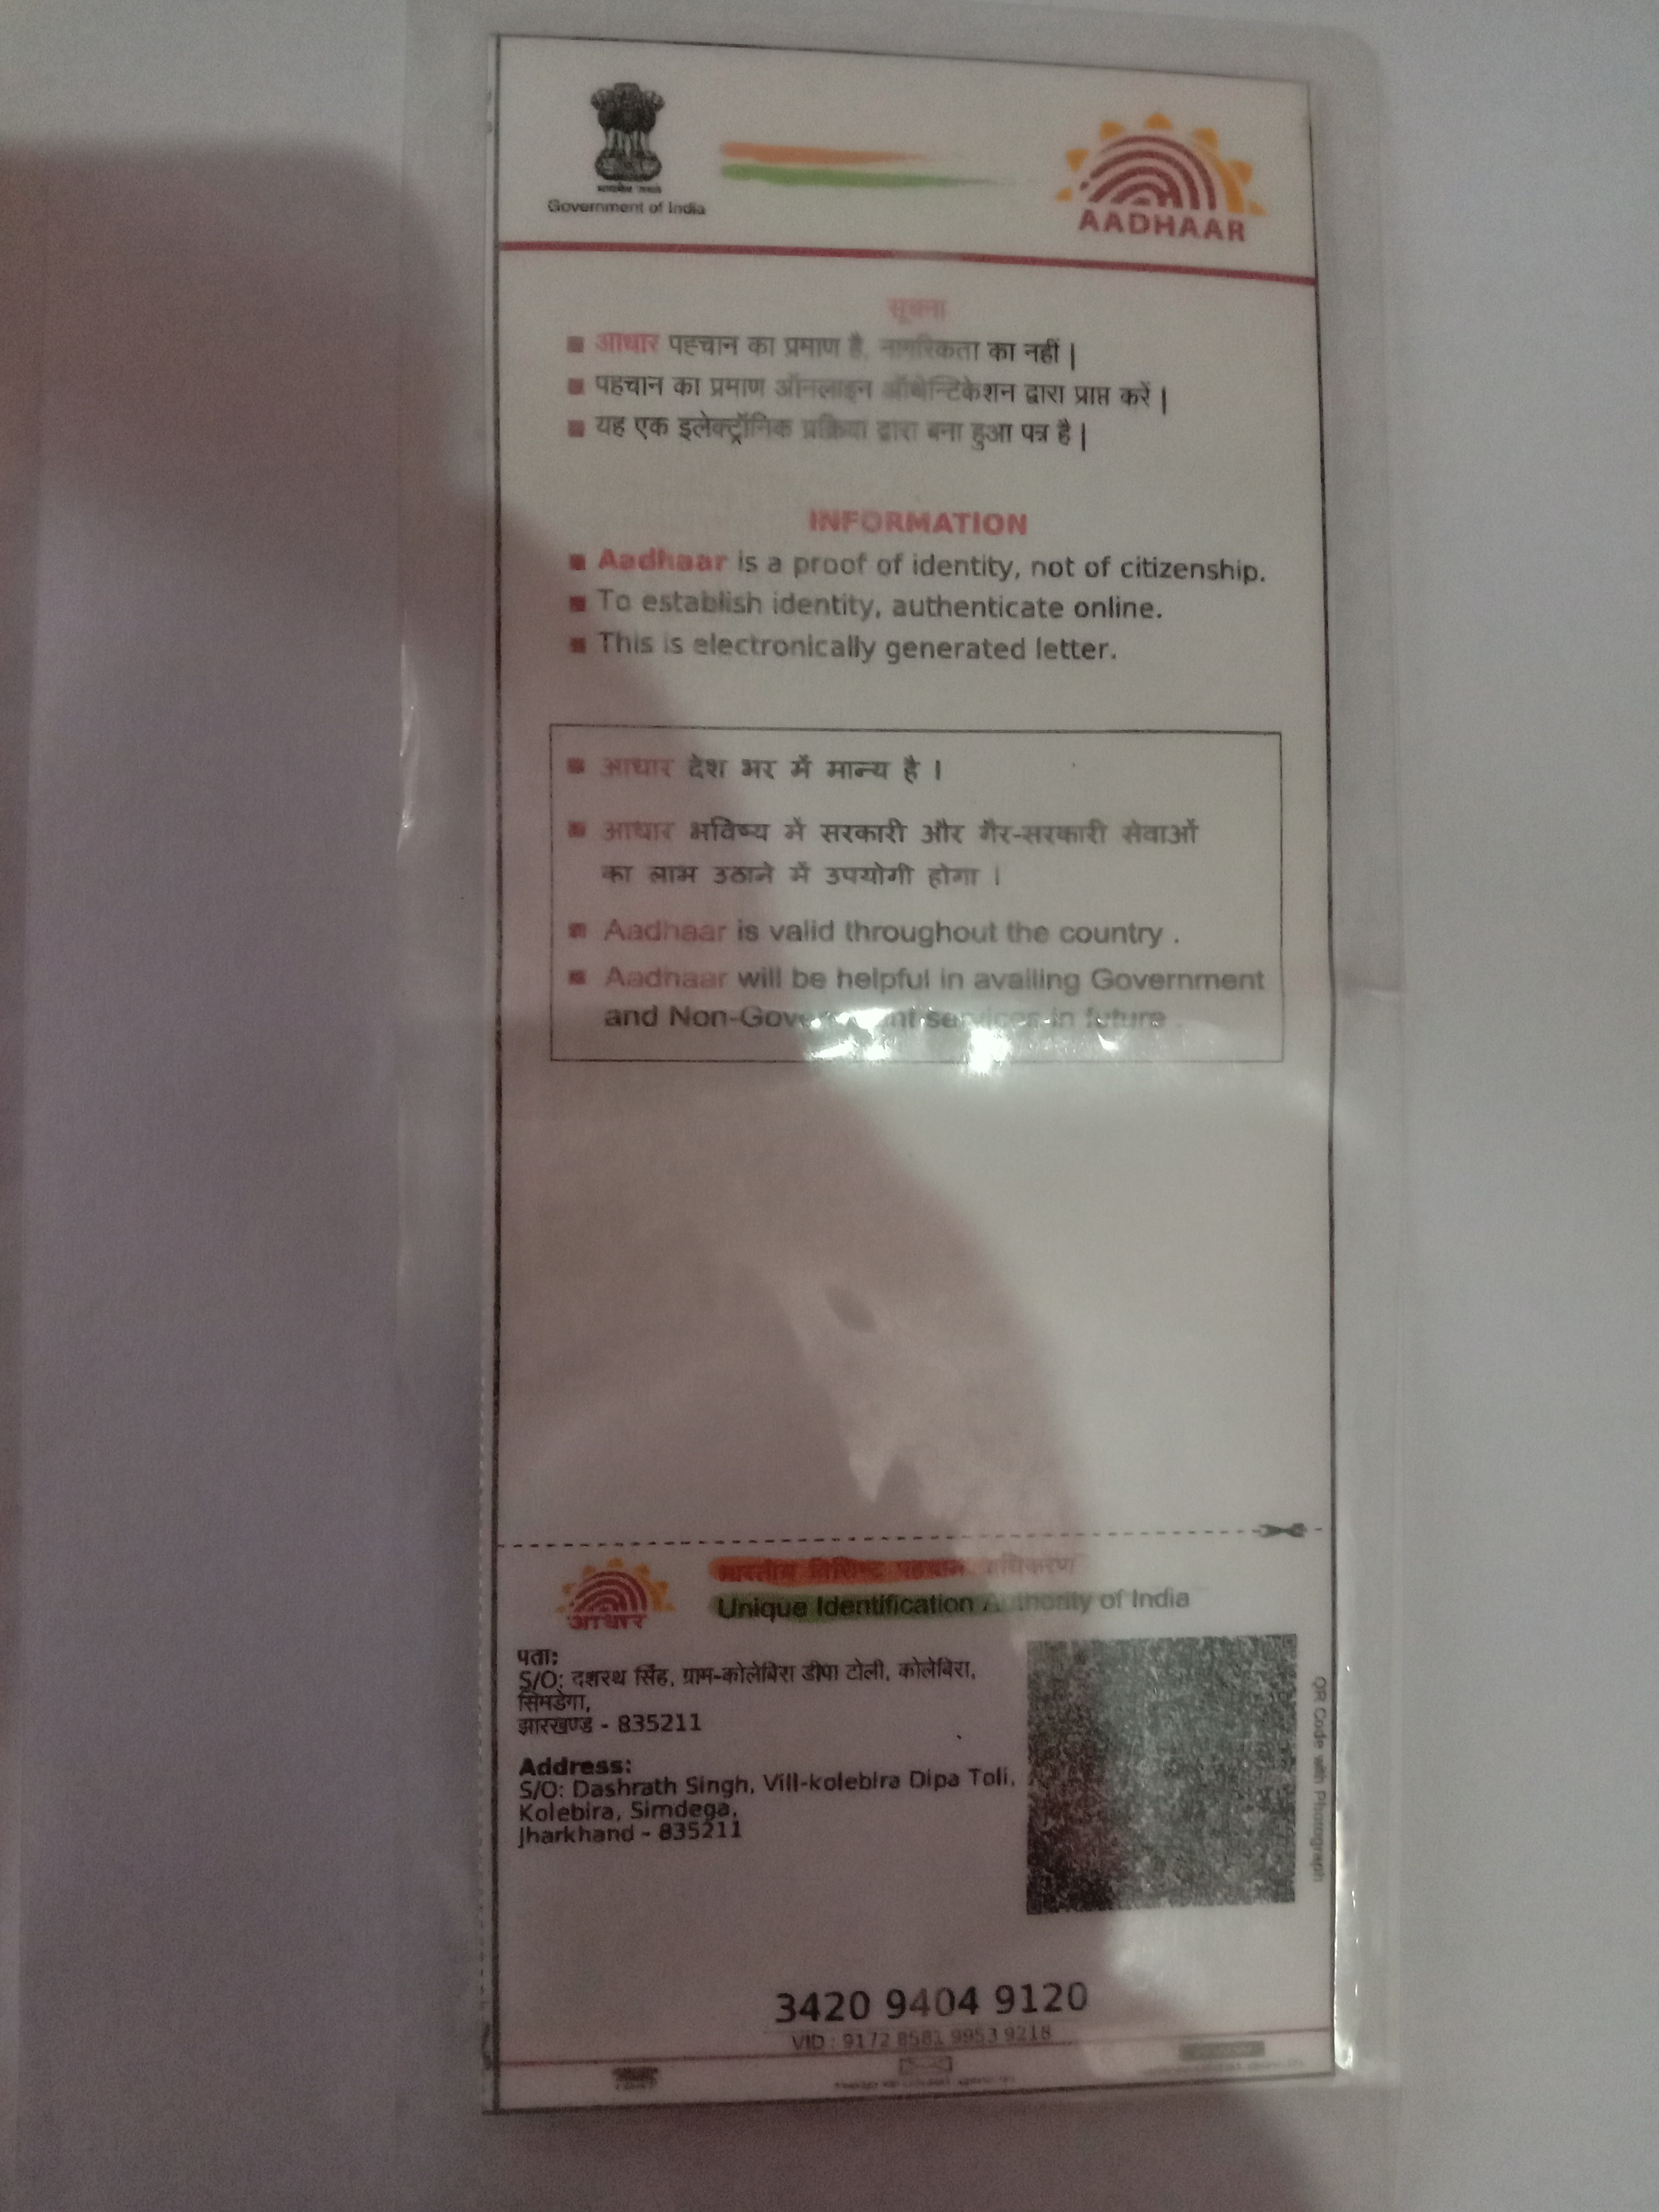 Government of India
AADHAAR
सूचना
आधार पहचान का प्रमाण है, नागरिकता का नहीं |
पहचान का प्रमाण ऑनलाइन ऑथेन्टिकेशन द्वारा प्राप्त करें |
यह एक इलेक्ट्रॉनिक प्रक्रिया द्वारा बना हुआ पत्र है |
INFORMATION
Aadhaar is a proof of identity, not of citizenship.
To establish identity, authenticate online.
This is electronically generated letter.
आधार देश भर में मान्य है ।
आधार भविष्य में सरकारी और गैर-सरकारी सेवाओं
का लाभ उठाने में उपयोगी होगा ।
Aadhaar is valid throughout the country .
Aadhaar will be helpful in availing Government
and Non-Government services in future .
भारतीय विशिष्ट पहचान प्राधिकरण
Unique Identification Authority of India
आधार
पता:
S/O: दशरथ सिंह, ग्राम-कोलेबिरा डीपा टोली, कोलेबिरा,
सिमडेगा,
झारखण्ड - 835211
Address:
S/O: Dashrath Singh, Vill-kolebira Dipa Toli,
Kolebira, Simdega,
Jharkhand - 835211
QR Code with Photograph
3420 9404 9120
VID : 9172 8581 9953 9218